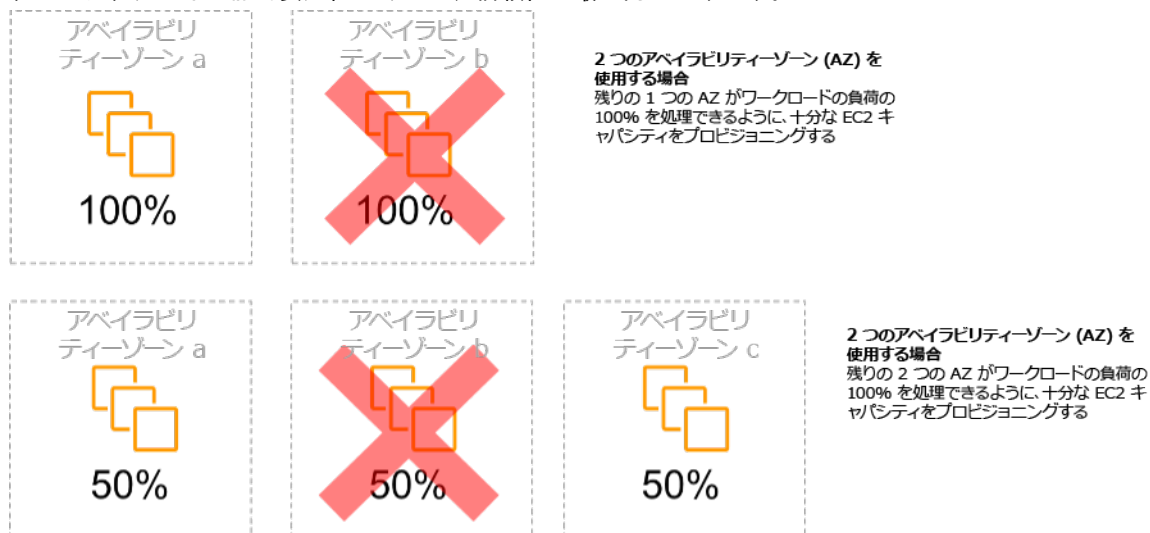 アベイラビリ
ティーゾーン a
100%
アベイラビリ
ティーゾーン b
100%
2 つのアベイラビリティーゾーン (AZ) を
使用する場合
残りの 1 つの AZ がワークロードの負荷の
100% を処理できるように、十分な EC2 キ
ャパシティをプロビジョニングする
アベイラビリ
ティーゾーン a
50%
アベイラビリ
ティーゾーン b
50%
アベイラビリ
ティーゾーン c
50%
2 つのアベイラビリティーゾーン (AZ) を
使用する場合
残りの 2 つの AZ がワークロードの負荷の
100% を処理できるように、十分な EC2 キ
ャパシティをプロビジョニングする